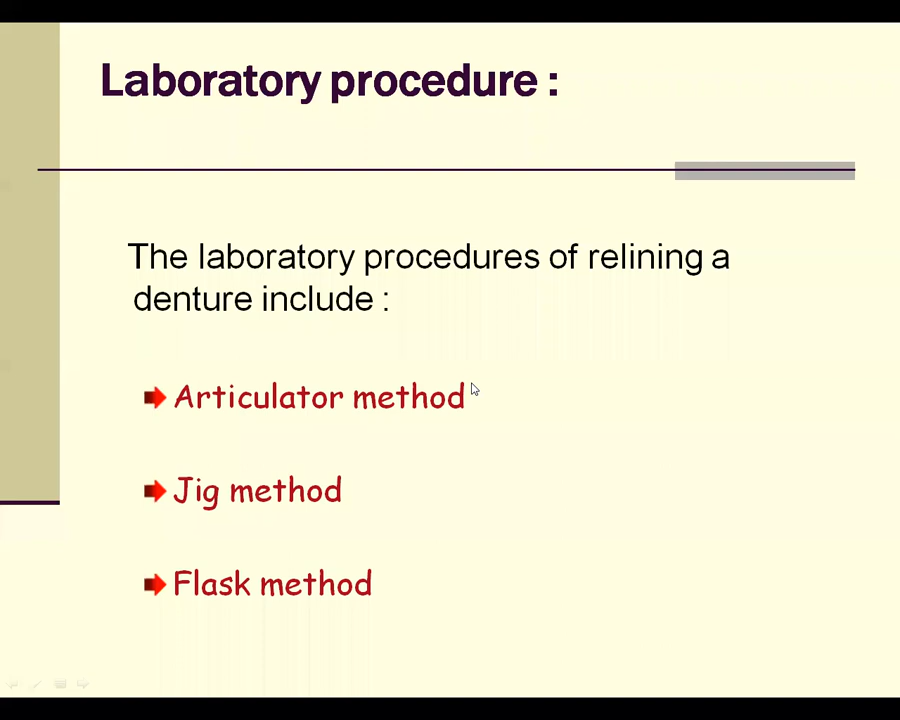 Laboratory procedure :
The laboratory procedures of relining a
denture include :
Articulator method
Jig method
Flask method